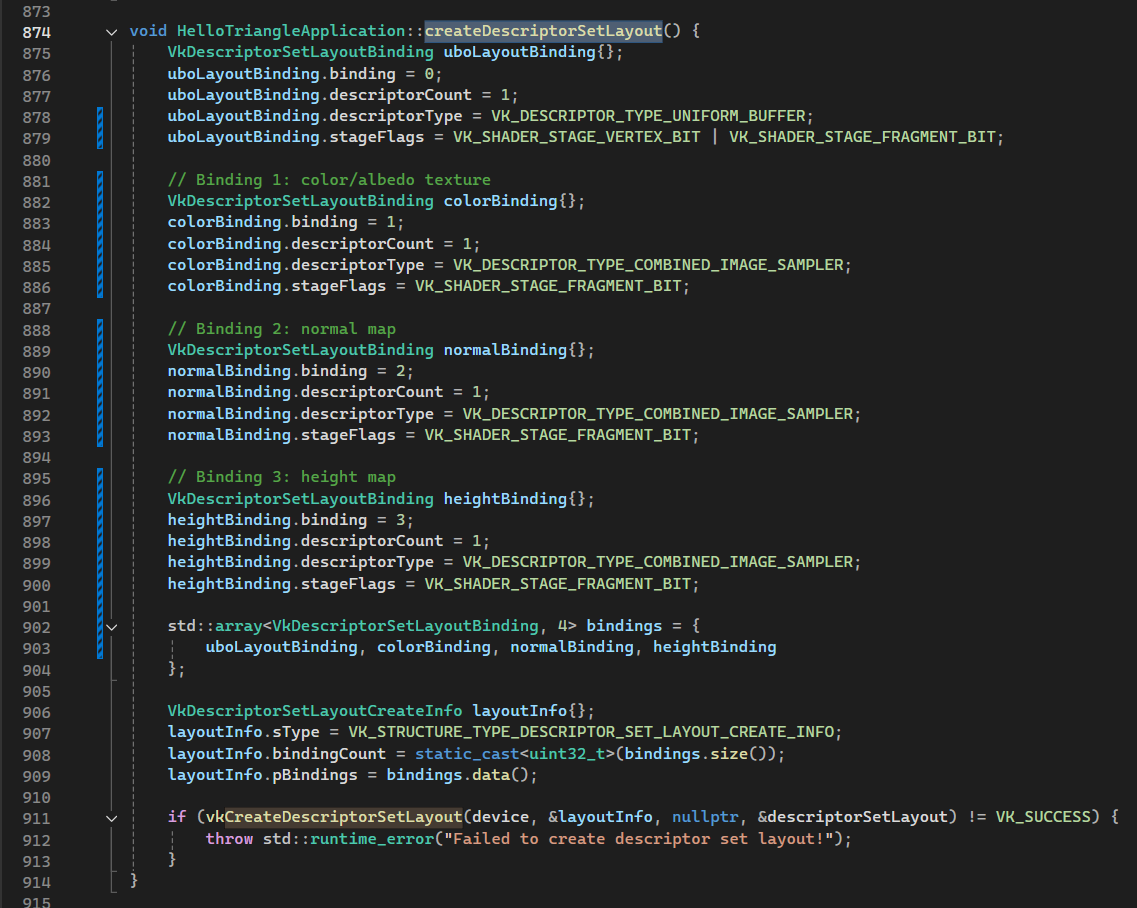 873
874 void HelloTriangleApplication::createDescriptorSetLayout() {
875 VkDescriptorSetLayoutBinding uboLayoutBinding{};
876 uboLayoutBinding.binding = 0;
877 uboLayoutBinding.descriptorCount = 1;
878 uboLayoutBinding.descriptorType = VK_DESCRIPTOR_TYPE_UNIFORM_BUFFER;
879 uboLayoutBinding.stageFlags = VK_SHADER_STAGE_VERTEX_BIT | VK_SHADER_STAGE_FRAGMENT_BIT;
880
881 // Binding 1: color/albedo texture
882 VkDescriptorSetLayoutBinding colorBinding{};
883 colorBinding.binding = 1;
884 colorBinding.descriptorCount = 1;
885 colorBinding.descriptorType = VK_DESCRIPTOR_TYPE_COMBINED_IMAGE_SAMPLER;
886 colorBinding.stageFlags = VK_SHADER_STAGE_FRAGMENT_BIT;
887
888 // Binding 2: normal map
889 VkDescriptorSetLayoutBinding normalBinding{};
890 normalBinding.binding = 2;
891 normalBinding.descriptorCount = 1;
892 normalBinding.descriptorType = VK_DESCRIPTOR_TYPE_COMBINED_IMAGE_SAMPLER;
893 normalBinding.stageFlags = VK_SHADER_STAGE_FRAGMENT_BIT;
894
895 // Binding 3: height map
896 VkDescriptorSetLayoutBinding heightBinding{};
897 heightBinding.binding = 3;
898 heightBinding.descriptorCount = 1;
899 heightBinding.descriptorType = VK_DESCRIPTOR_TYPE_COMBINED_IMAGE_SAMPLER;
900 heightBinding.stageFlags = VK_SHADER_STAGE_FRAGMENT_BIT;
901
902 std::array<VkDescriptorSetLayoutBinding, 4> bindings = {
903 uboLayoutBinding, colorBinding, normalBinding, heightBinding
904 };
905
906 VkDescriptorSetLayoutCreateInfo layoutInfo{};
907 layoutInfo.sType = VK_STRUCTURE_TYPE_DESCRIPTOR_SET_LAYOUT_CREATE_INFO;
908 layoutInfo.bindingCount = static_cast<uint32_t>(bindings.size());
909 layoutInfo.pBindings = bindings.data();
910
911 if (vkCreateDescriptorSetLayout(device, &layoutInfo, nullptr, &descriptorSetLayout) != VK_SUCCESS) {
912 throw std::runtime_error("Failed to create descriptor set layout!");
913 }
914 }
915